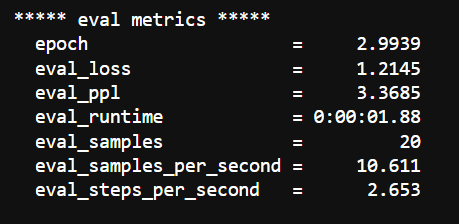 ***** eval metrics *****
  epoch                   =     2.9939
  eval_loss               =     1.2145
  eval_ppl                =     3.3685
  eval_runtime            = 0:00:01.88
  eval_samples            =         20
  eval_samples_per_second =     10.611
  eval_steps_per_second   =      2.653